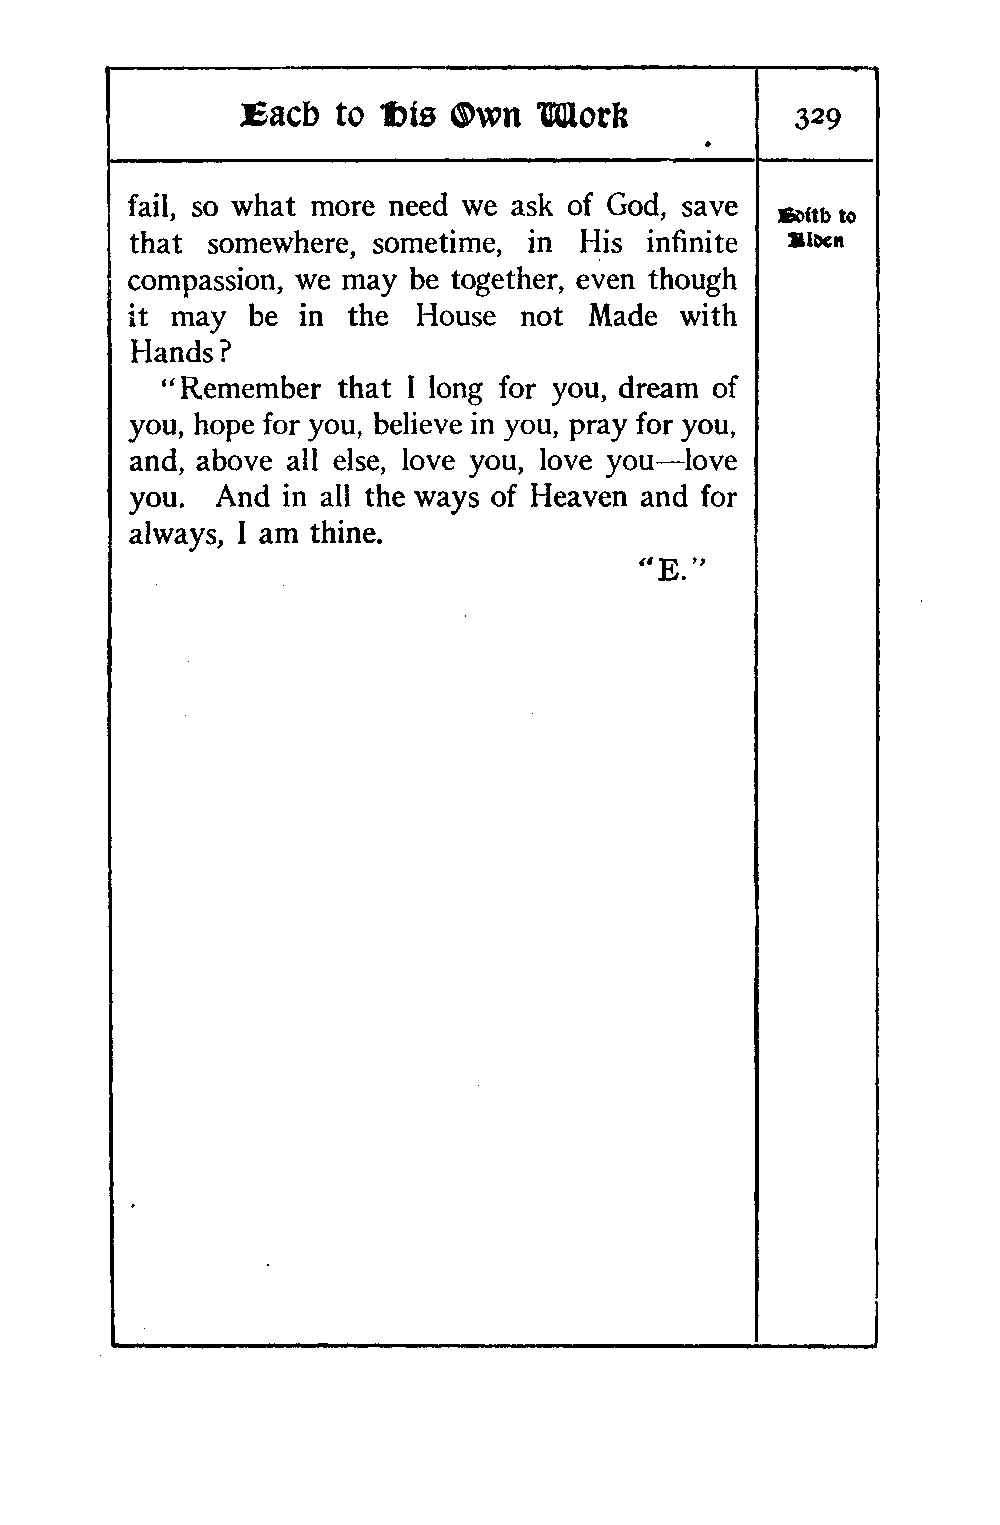 Each to His Own Work
329
fail, so what more need we ask of God, save
that somewhere, sometime, in His infinite
compassion, we may be together, even though
it may be in the House not Made with
Hands?
"Remember that I long for you, dream of
you, hope for you, believe in you, pray for you,
and, above all else, love you, love you—love
you. And in all the ways of Heaven and for
always, I am thine.
"E."
Edith to
Alden